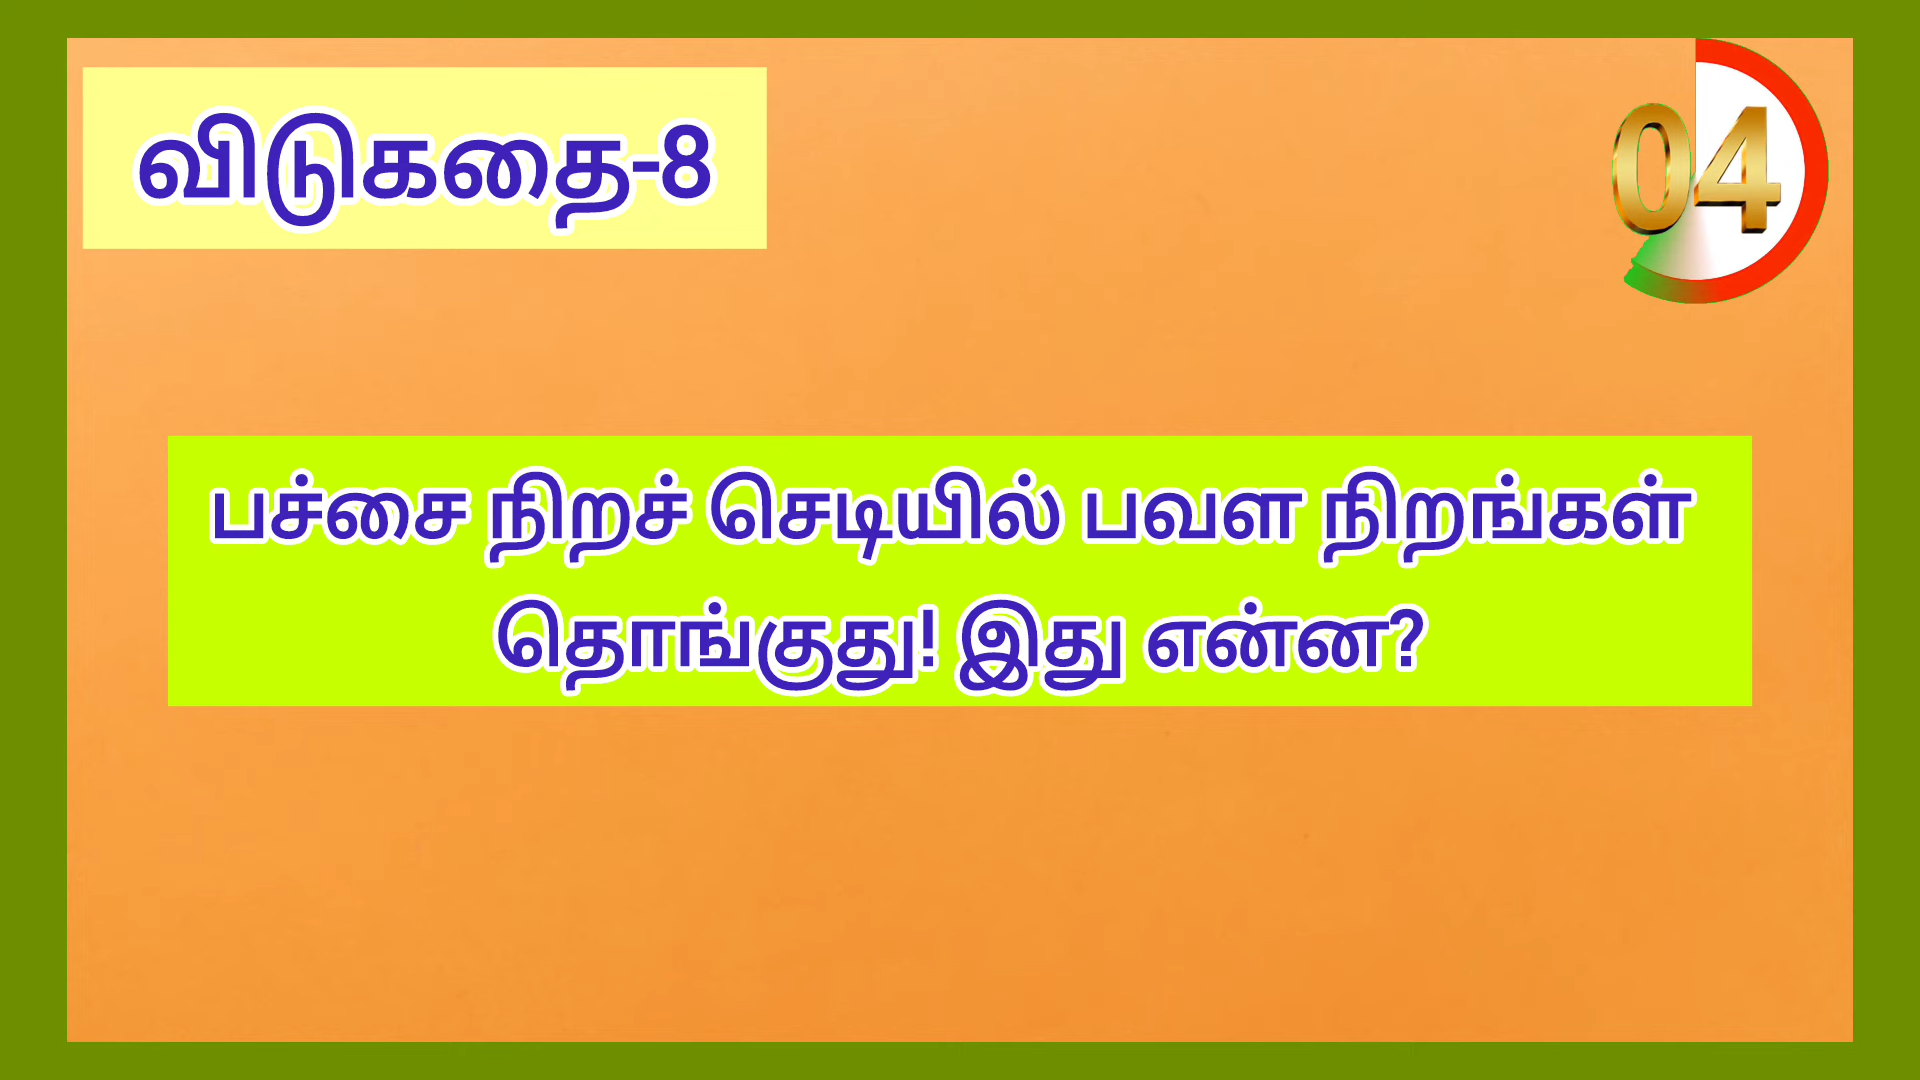 விடுகதை-8
04
பச்சை நிறச் செடியில் பவள நிறங்கள்
தொங்குது! இது என்ன?